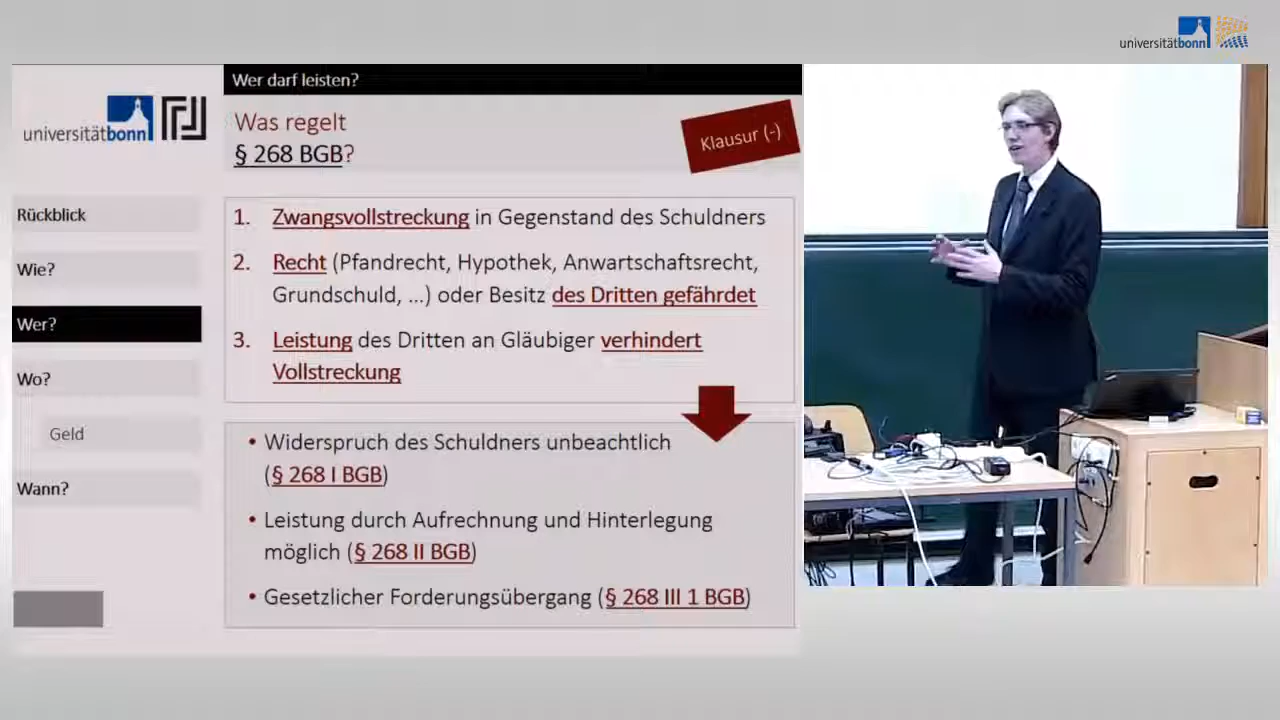 universitätbonn
Wer darf leisten?
universitätbonn
Was regelt
§ 268 BGB?
Klausur (-)
Rückblick
Wie?
Wer?
Wo?
Geld
Wann?
1. Zwangsvollstreckung in Gegenstand des Schuldners
2. Recht (Pfandrecht, Hypothek, Anwartschaftsrecht,
Grundschuld, ...) oder Besitz des Dritten gefährdet
3. Leistung des Dritten an Gläubiger verhindert
Vollstreckung
• Widerspruch des Schuldners unbeachtlich
(§ 268 I BGB)
• Leistung durch Aufrechnung und Hinterlegung
möglich (§ 268 II BGB)
• Gesetzlicher Forderungsübergang (§ 268 III 1 BGB)